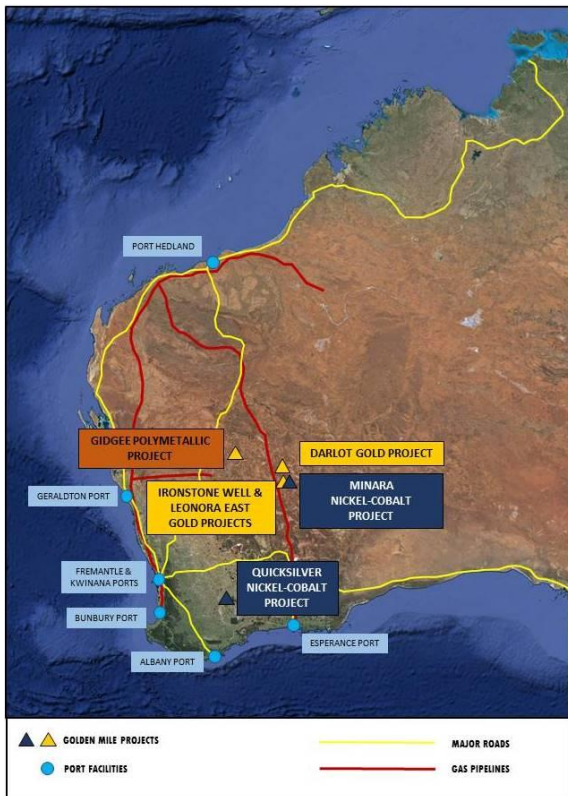 PORT HEDLAND
GIDGEE POLYMETALLIC
PROJECT
DARLOT GOLD PROJECT
IRONSTONE WELL &
LEONORA EAST
GOLD PROJECTS
MINARA
NICKEL-COBALT
PROJECT
GERALDTON PORT
FREMANTLE &
KWINANA PORTS
QUICKSILVER
NICKEL-COBALT
PROJECT
BUNBURY PORT
ESPERANCE PORT
ALBANY PORT
GOLDEN MILE PROJECTS
MAJOR ROADS
PORT FACILITIES
GAS PIPELINES